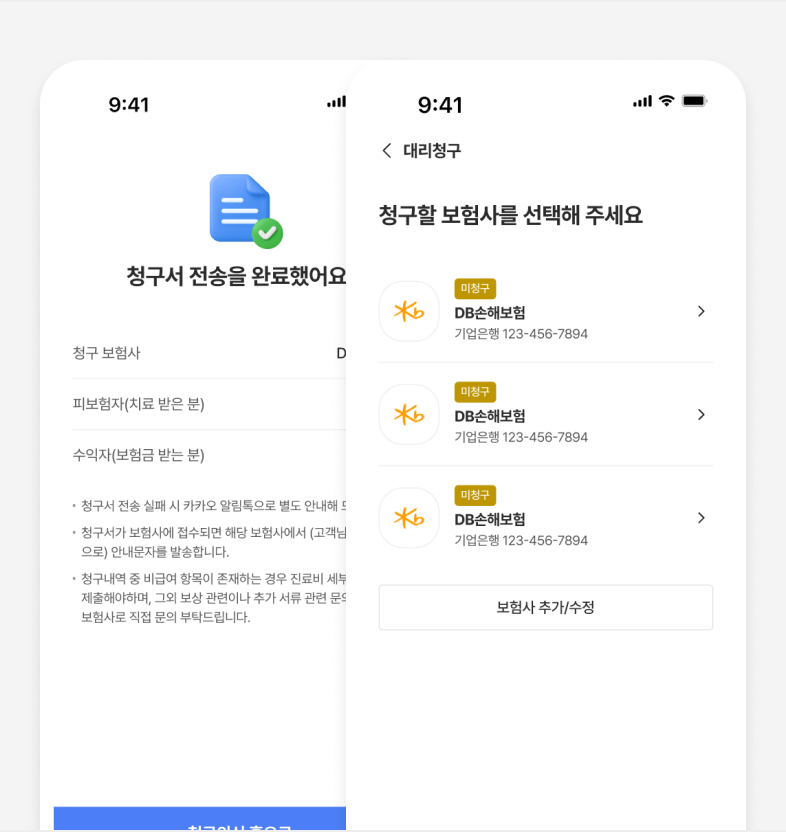 9:41
청구서 전송을 완료했어요
청구 보험사
D
피보험자(치료 받은 분)
수익자(보험금 받는 분)
• 청구서 전송 실패 시 카카오 알림톡으로 별도 안내해
• 청구서가 보험사에 접수되면 해당 보험사에서 (고객님
으로) 안내문자를 발송합니다.
• 청구내역 중 비급여 항목이 존재하는 경우 진료비 세부
제출해야하며, 그외 보상 관련이나 추가 서류 관련 문의
보험사로 직접 문의 부탁드립니다.
9:41
대리청구
청구할 보험사를 선택해 주세요
미청구
DB손해보험
기업은행 123-456-7894
미청구
DB손해보험
기업은행 123-456-7894
미청구
DB손해보험
기업은행 123-456-7894
보험사 추가/수정